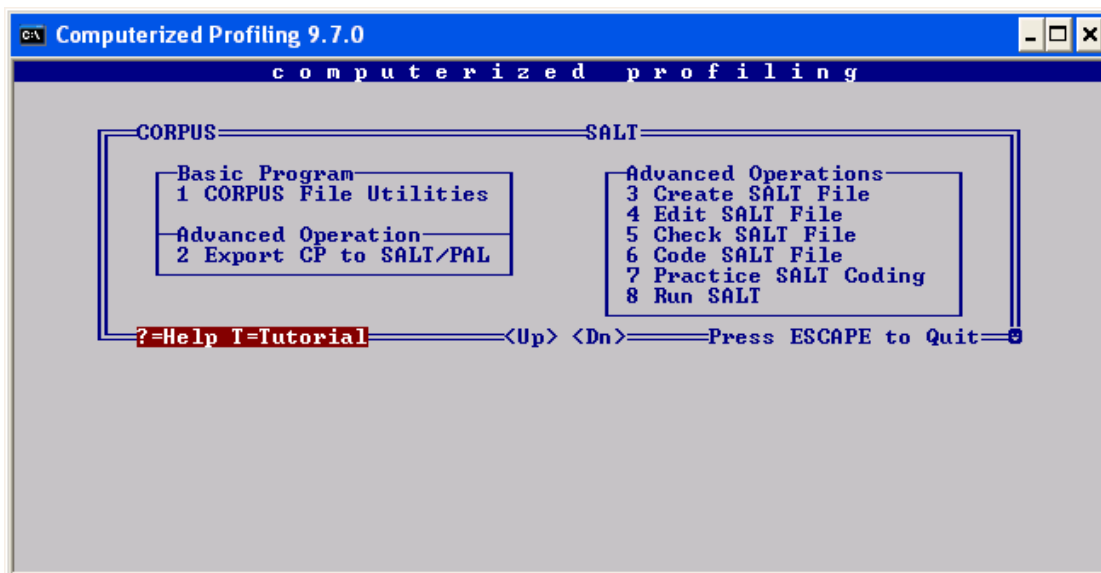 Computerized Profiling 9.7.0
computerized profiling
CORPUS SALT
Basic Program
1 CORPUS File Utilities
Advanced Operation
2 Export CP to SALT/PAL
Advanced Operations
3 Create SALT File
4 Edit SALT File
5 Check SALT File
6 Code SALT File
7 Practice SALT Coding
8 Run SALT
?=Help T=Tutorial <Up> <Dn> Press ESCAPE to Quit